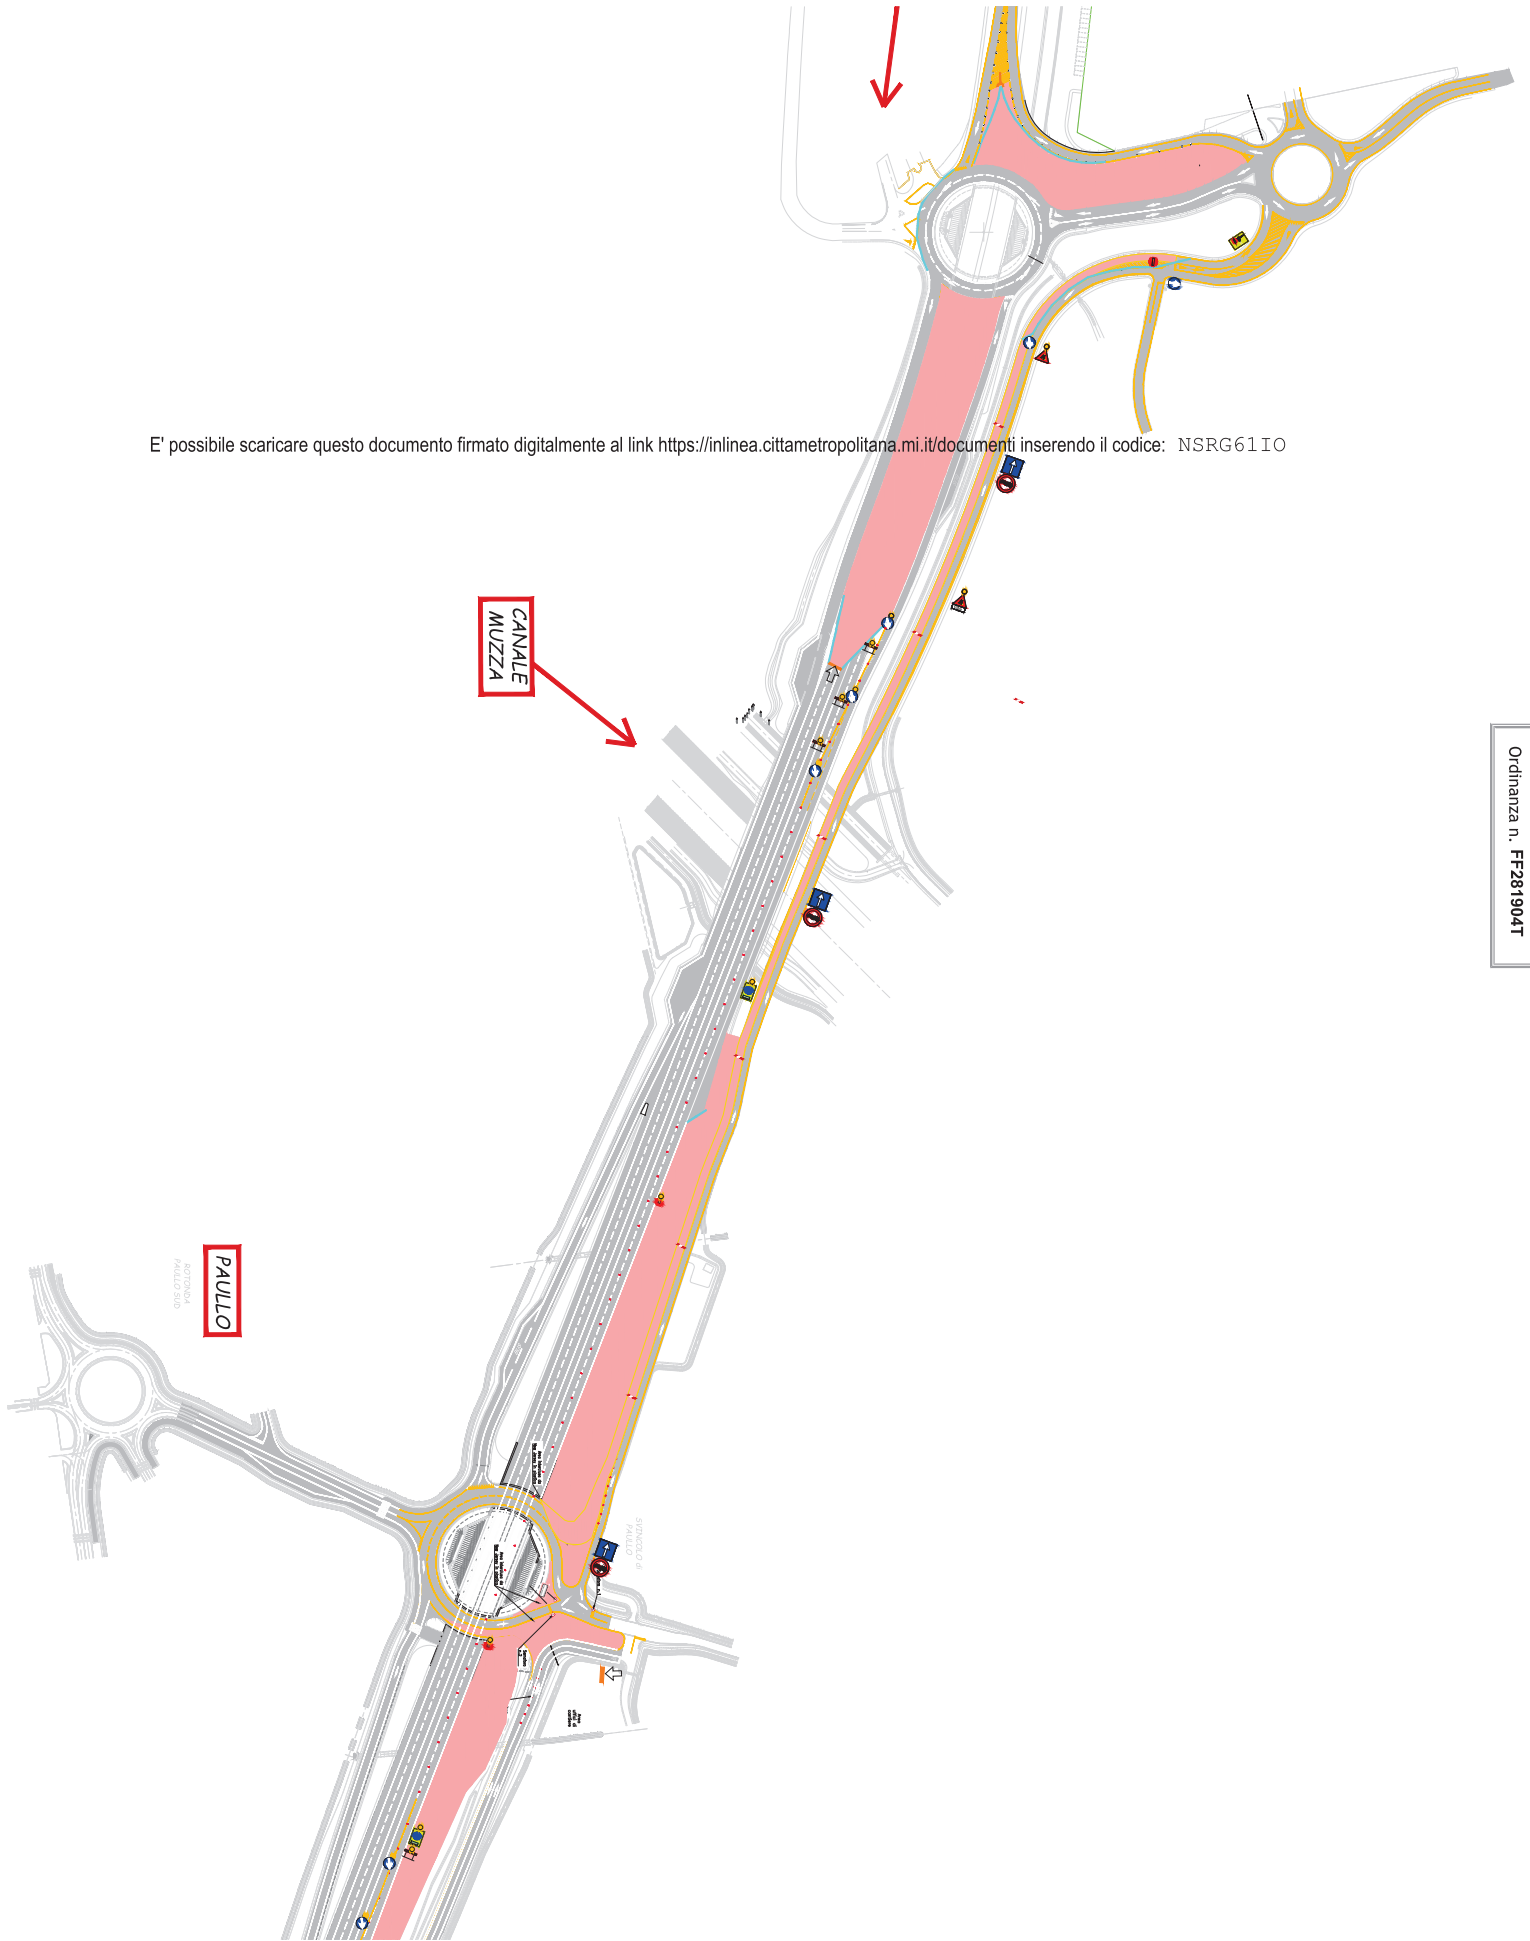 E' possibile scaricare questo documento firmato digitalmente al link https://inlinea.cittametropolitana.mi.it/documenti inserendo il codice: NSRG61IO
CANALE
MUZZA
Ordinanza n. FF281904T
PAULLO
ROTONDA
PAULLO SUD
SVINCOLO di
PAULLO